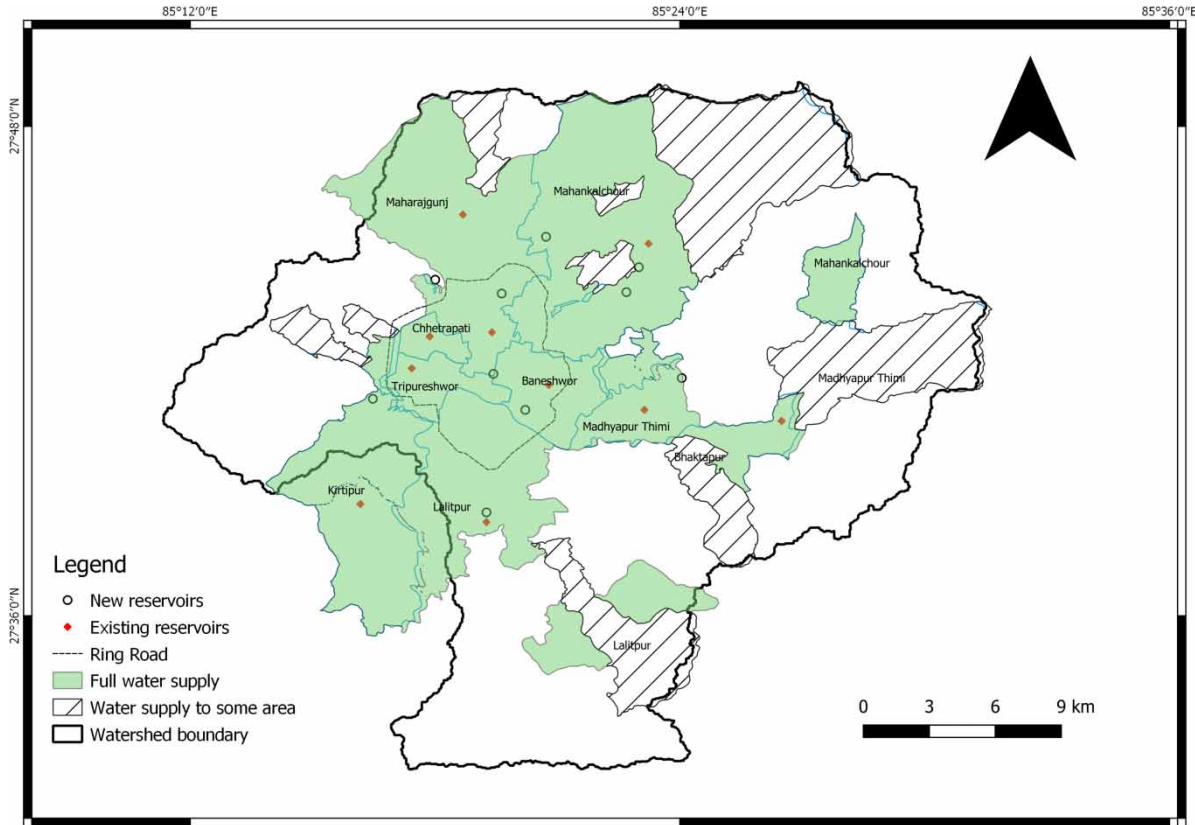 85°12′0″E
85°24′0″E
85°36′0″E
27°48′0″N
27°36′0″N
Maharajgunj
Mahankalchour
Mahankalchour
Chhetrapati
Tripureshwor
Baneshwor
Madhyapur Thimi
Madhyapur Thimi
Bhaktapur
Kirtipur
Lalitpur
Lalitpur
Legend
New reservoirs
Existing reservoirs
Ring Road
Full water supply
Water supply to some area
Watershed boundary
0 3 6 9 km